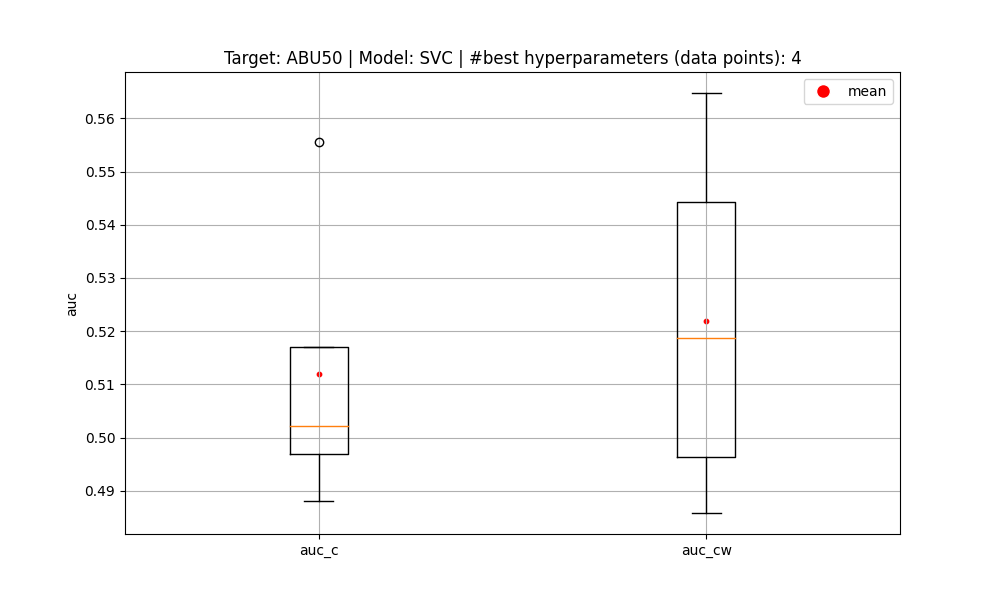 Target: ABU50 | Model: SVC | #best hyperparameters (data points): 4
mean
0.56
0.55
0.54
0.53
0.52
0.51
0.50
0.49
auc
auc_c
auc_cw